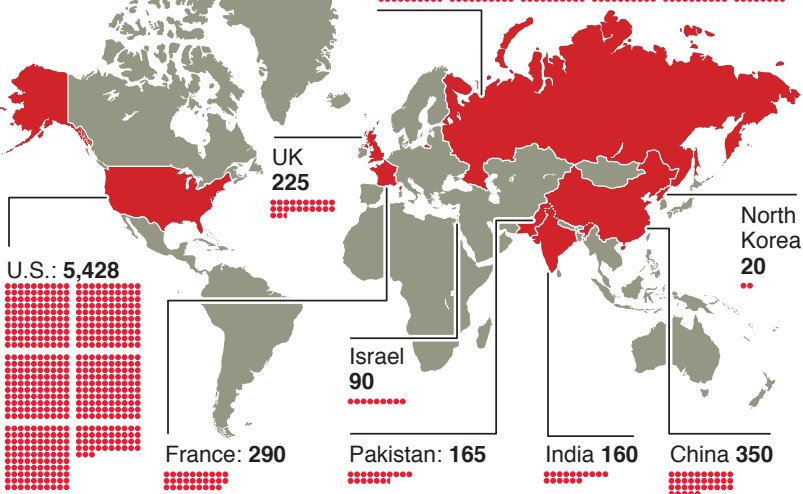 UK
225
North
Korea
20
U.S.: 5,428
Israel
90
France: 290
Pakistan: 165
India 160
China 350